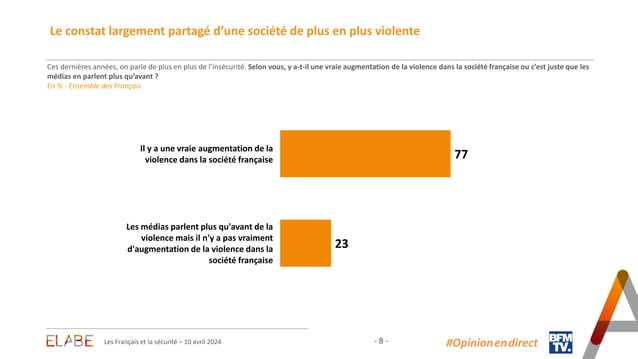 Le constat largement partagé d’une société de plus en plus violente
Ces dernières années, on parle de plus en plus de l’insécurité. Selon vous, y a-t-il une vraie augmentation de la violence dans la société française ou c’est juste que les
médias en parlent plus qu’avant ?
En % - Ensemble des Français
Il y a une vraie augmentation de la
violence dans la société française
77
Les médias parlent plus qu'avant de la
violence mais il n'y a pas vraiment
d'augmentation de la violence dans la
société française
23
ELABE
Les Français et la sécurité – 10 avril 2024
- 8 -
#Opinionendirect
BFM
TV.